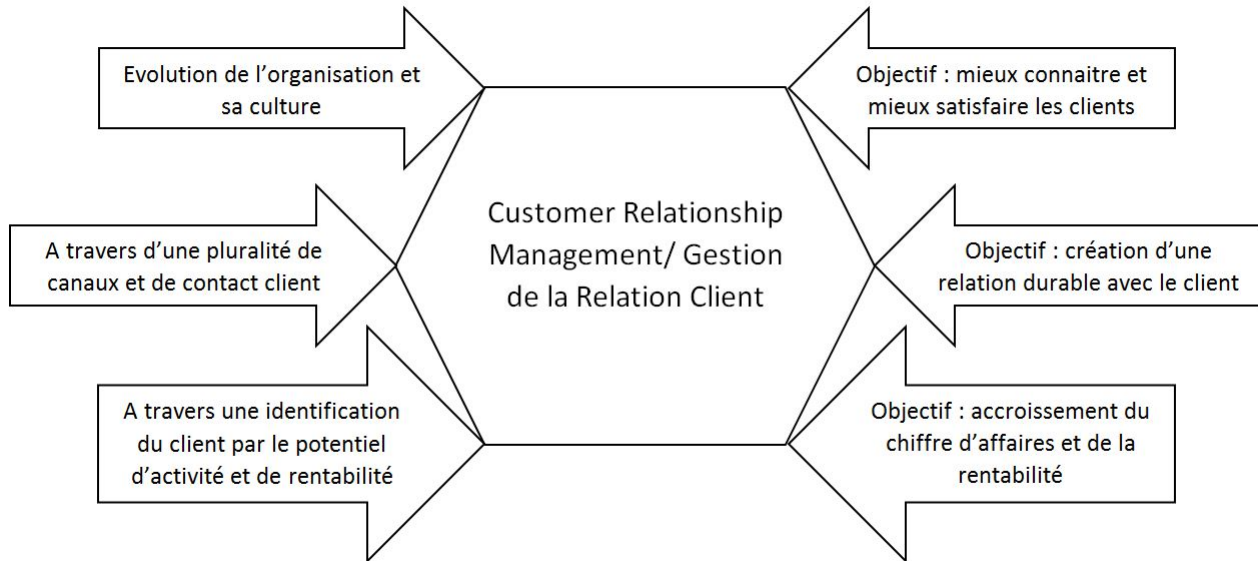 Evolution de l’organisation et
sa culture
Objectif : mieux connaitre et
mieux satisfaire les clients
Customer Relationship
Management/ Gestion
de la Relation Client
A travers d’une pluralité de
canaux et de contact client
Objectif : création d’une
relation durable avec le client
A travers une identification
du client par le potentiel
d’activité et de rentabilité
Objectif : accroissement du
chiffre d’affaires et de la
rentabilité